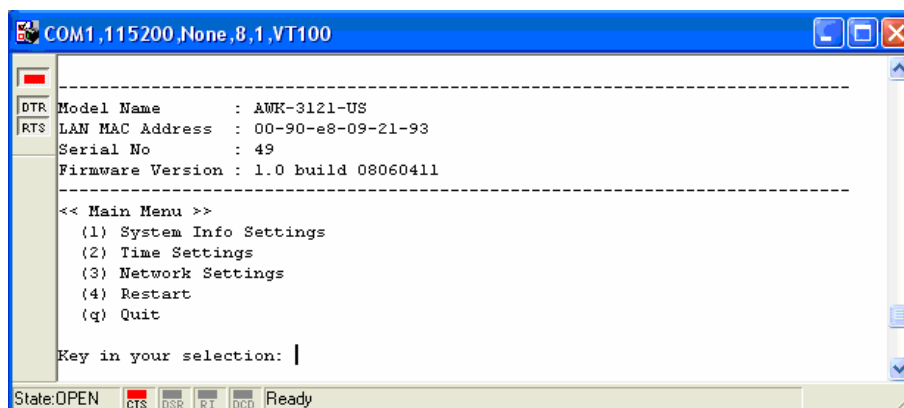 COM1,115200,None,8,1,VT100
--------------------------------------------------------------------------------
DTR
RTS
Model Name       : AWK-3121-US
LAN MAC Address  : 00-90-e8-09-21-93
Serial No        : 49
Firmware Version : 1.0 build 08060411
--------------------------------------------------------------------------------
<< Main Menu >>
(1) System Info Settings
(2) Time Settings
(3) Network Settings
(4) Restart
(q) Quit
Key in your selection:
State:OPEN CTS DSR RI DCD Ready